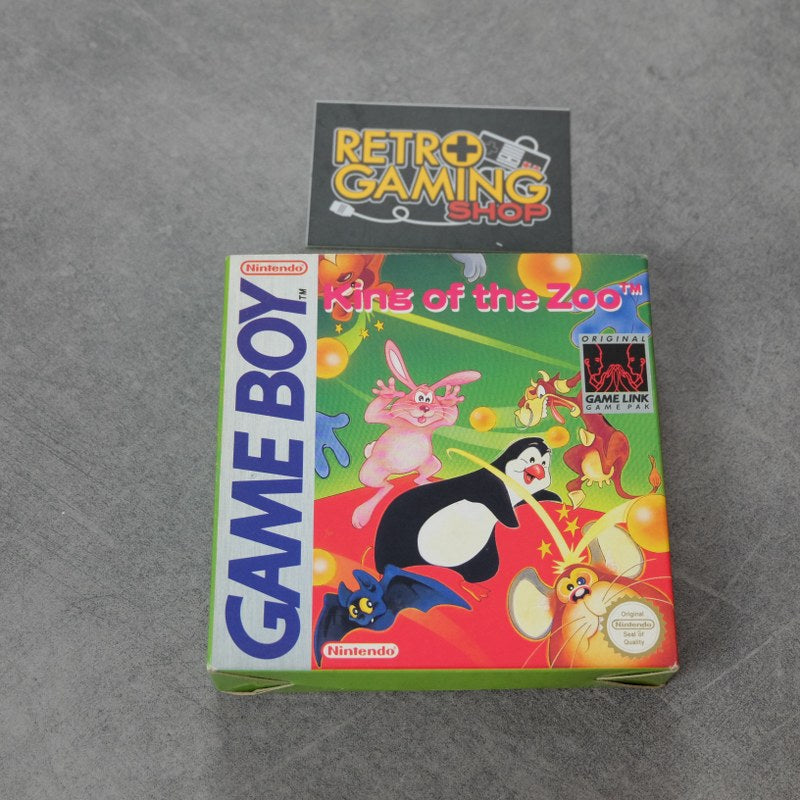 RETRO
GAMING
SHOP
Nintendo
GAME BOY™
King of the Zoo™
ORIGINAL
GAME LINK
GAME PAK
Original
Nintendo
Seal of
Quality
Nintendo